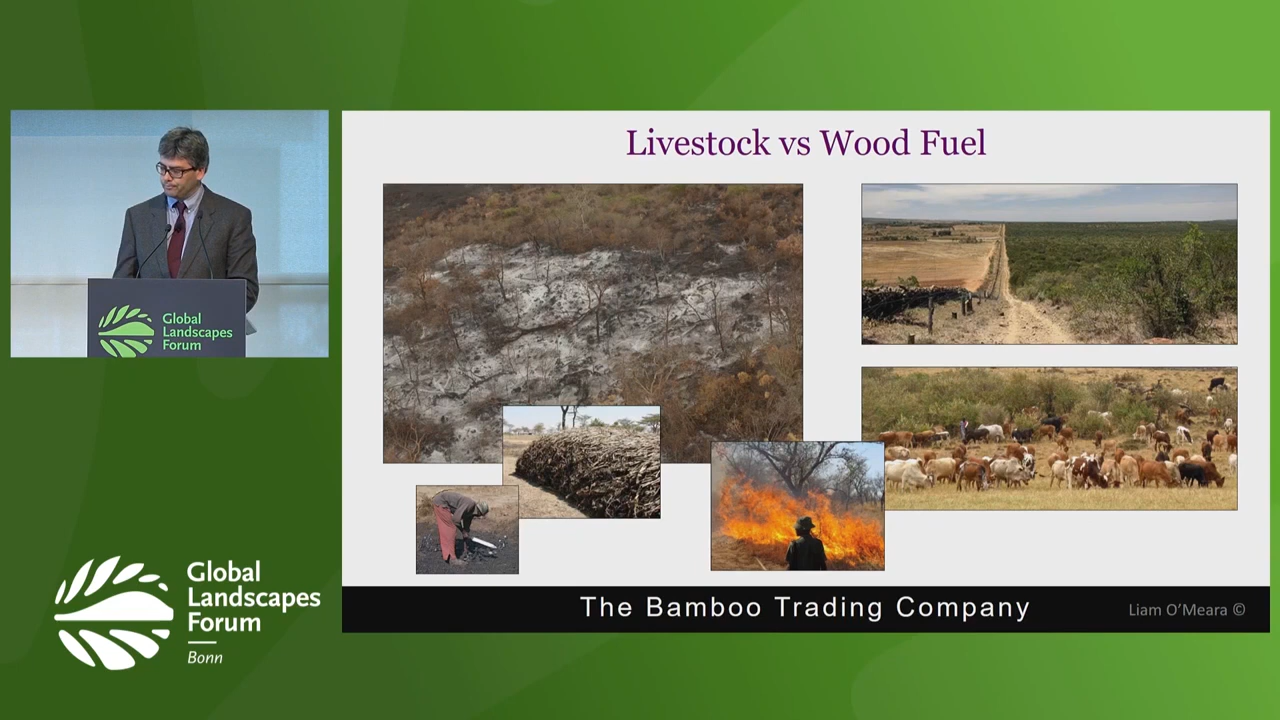 Livestock vs Wood Fuel
Global
Landscapes
Forum
The Bamboo Trading Company
Liam O’Meara ©
Global
Landscapes
Forum
Bonn